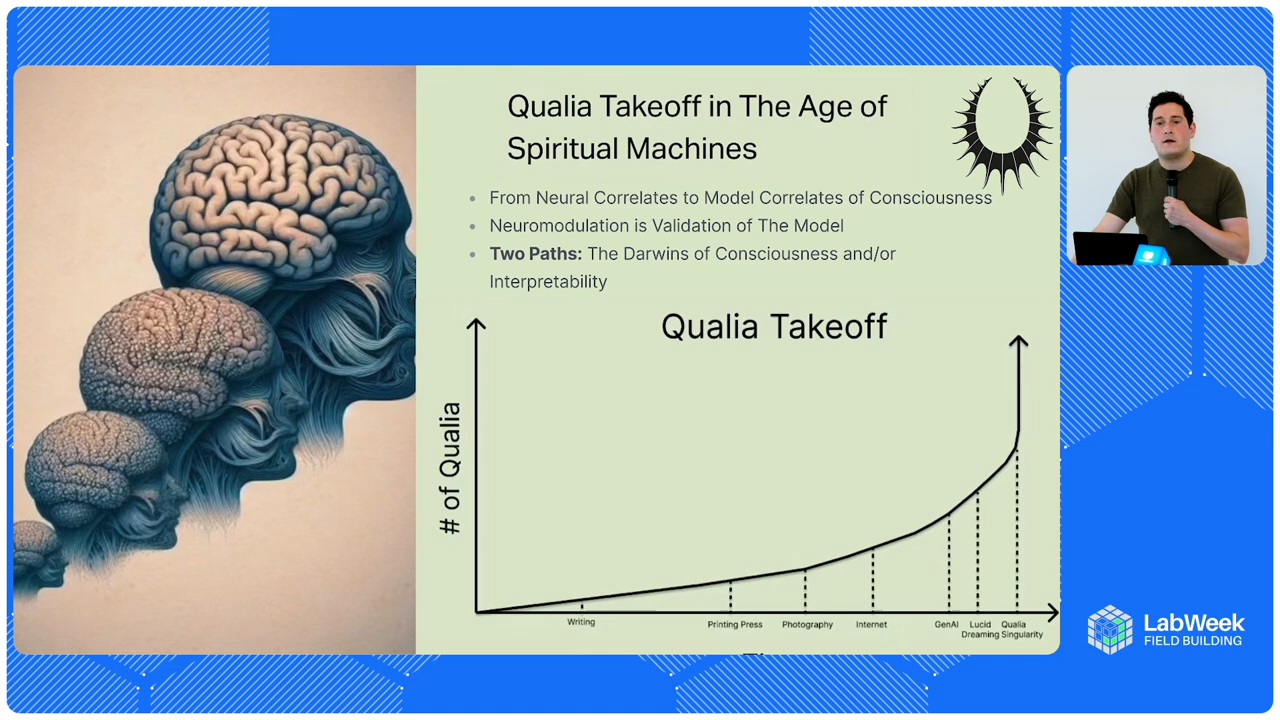 Qualia Takeoff in The Age of
Spiritual Machines
From Neural Correlates to Model Correlates of Consciousness
Neuromodulation is Validation of The Model
Two Paths: The Darwins of Consciousness and/or
Interpretability
Qualia Takeoff
# of Qualia
Writing
Printing Press
Photography
Internet
GenAI
Lucid
Dreaming
Qualia
Singularity
LabWeek
FIELD BUILDING